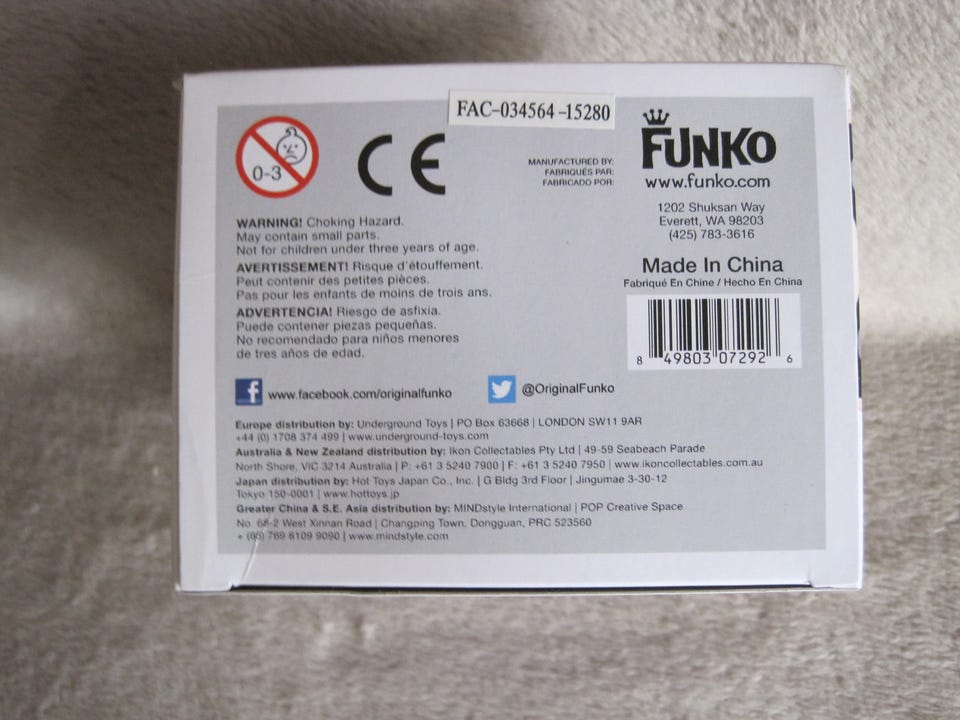 FAC-034564-15280
0-3
CE
MANUFACTURED BY:
FABRIQUÉS PAR:
FABRICADO POR:
FUNKO
www.funko.com
1202 Shuksan Way
Everett, WA 98203
(425) 783-3616
Made In China
Fabriqué En Chine / Hecho En China
8 49803 07292 6
WARNING! Choking Hazard.
May contain small parts.
Not for children under three years of age.
AVERTISSEMENT! Risque d'étouffement.
Peut contenir des petites pièces.
Pas pour les enfants de moins de trois ans.
ADVERTENCIA! Riesgo de asfixia.
Puede contener piezas pequeñas.
No recomendado para niños menores
de tres años de edad.
f www.facebook.com/originalfunko
@OriginalFunko
Europe distribution by: Underground Toys | PO Box 63668 | LONDON SW11 9AR
+44 (0) 1708 374 499 | www.underground-toys.com
Australia & New Zealand distribution by: Ikon Collectables Pty Ltd | 49-59 Seabeach Parade
North Shore, VIC 3214 Australia | P: +61 3 5240 7900 | F: +61 3 5240 7950 | www.ikoncollectables.com.au
Japan distribution by: Hot Toys Japan Co., Inc. | G Bldg 3rd Floor | Jingumae 3-30-12
Tokyo 150-0001 | www.hottoys.jp
Greater China & S.E. Asia distribution by: MINDstyle International | POP Creative Space
No. 68-2 West Xinnan Road | Changping Town, Dongguan, PRC 523560
+ (86) 769 8109 9090 | www.mindstyle.com